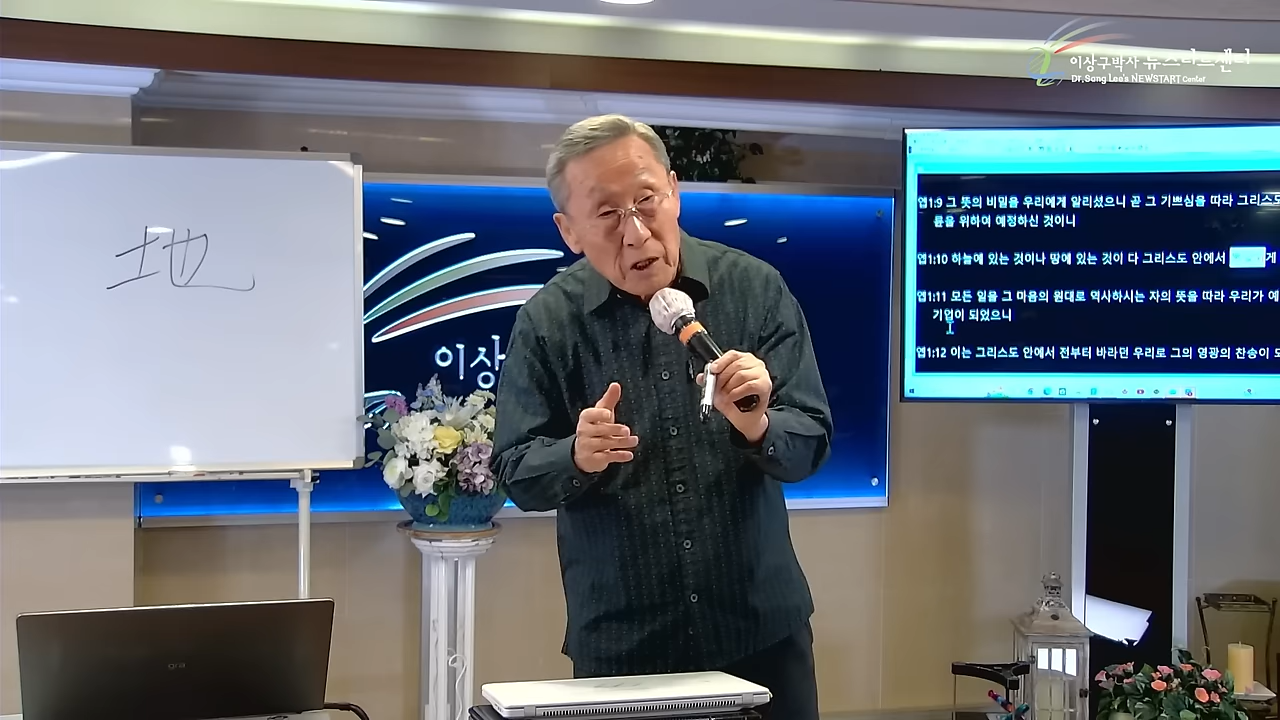 이상구박사 뉴스타트센터
Dr. Sang Lee's NEWSTART Center
地
이상
엡1:9 그 뜻의 비밀을 우리에게 알리셨으니 곧 그 기쁘심을 따라 그리스도
륜을 위하여 예정하신 것이니
엡1:10 하늘에 있는 것이나 땅에 있는 것이 다 그리스도 안에서 게
엡1:11 모든 일을 그 마음의 원대로 역사하시는 자의 뜻을 따라 우리가 예
기업이 되었으니
엡1:12 이는 그리스도 안에서 전부터 바라던 우리로 그의 영광의 찬송이
gram